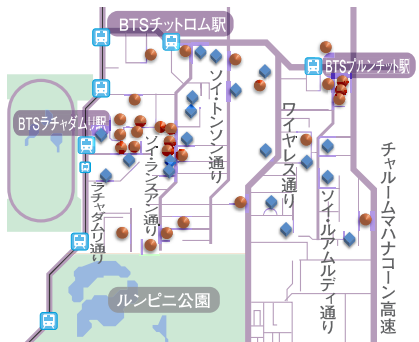 BTSチットロム駅
BTSプルンチット駅
BTSラチャダムリ駅
ソイ・トンソン通り
ワイヤレス通り
チャルームマハナコーン高速
ソイ・ランスアン通り
ラチャダムリ通り
ソイ・ルアムルディ通り
ルンピニ公園